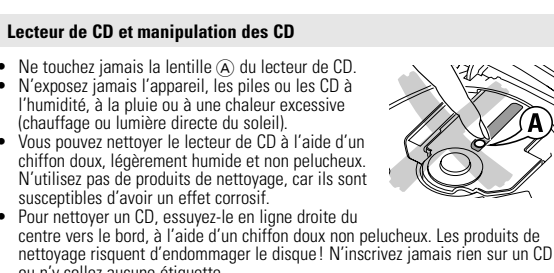 Lecteur de CD et manipulation des CD
• Ne touchez jamais la lentille Ⓐ du lecteur de CD.
• N'exposez jamais l'appareil, les piles ou les CD à
l'humidité, à la pluie ou à une chaleur excessive
(chauffage ou lumière directe du soleil).
• Vous pouvez nettoyer le lecteur de CD à l'aide d'un
chiffon doux, légèrement humide et non pelucheux.
N'utilisez pas de produits de nettoyage, car ils sont
susceptibles d'avoir un effet corrosif.
• Pour nettoyer un CD, essuyez-le en ligne droite du
centre vers le bord, à l'aide d'un chiffon doux non pelucheux. Les produits de
nettoyage risquent d'endommager le disque! N'inscrivez jamais rien sur un CD
ou n'y collez aucune étiquette
A